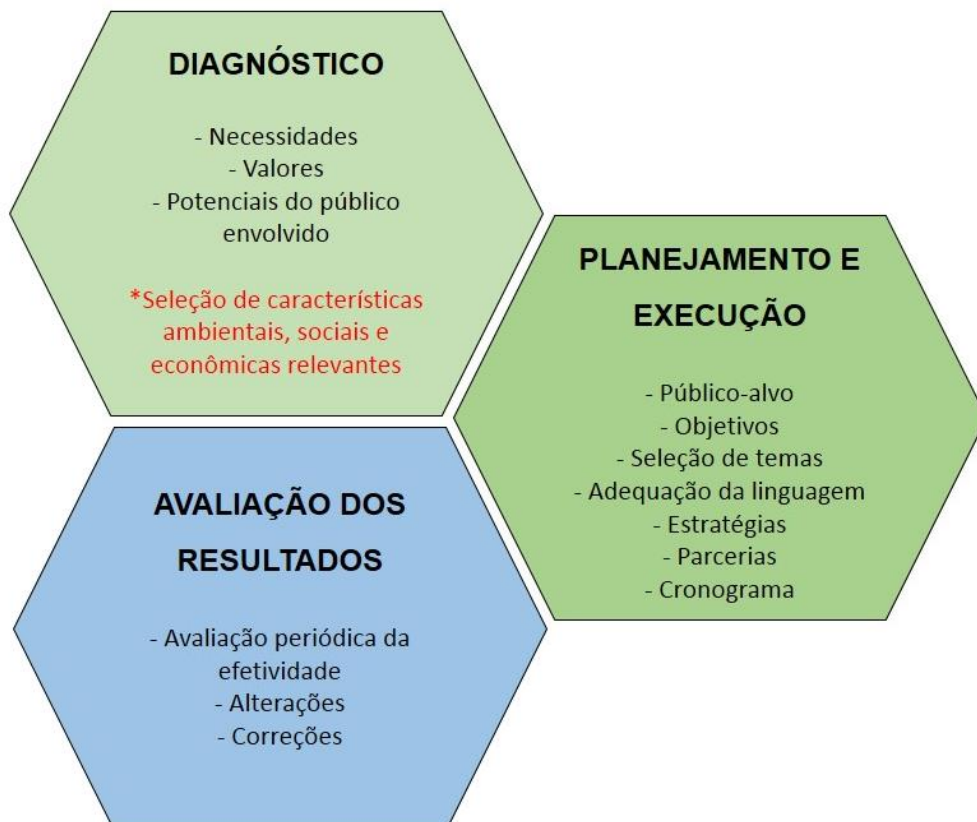 DIAGNÓSTICO
- Necessidades
- Valores
- Potenciais do público
envolvido
*Seleção de características
ambientais, sociais e
econômicas relevantes
PLANEJAMENTO E
EXECUÇÃO
- Público-alvo
- Objetivos
- Seleção de temas
- Adequação da linguagem
- Estratégias
- Parcerias
- Cronograma
AVALIAÇÃO DOS
RESULTADOS
- Avaliação periódica da
efetividade
- Alterações
- Correções